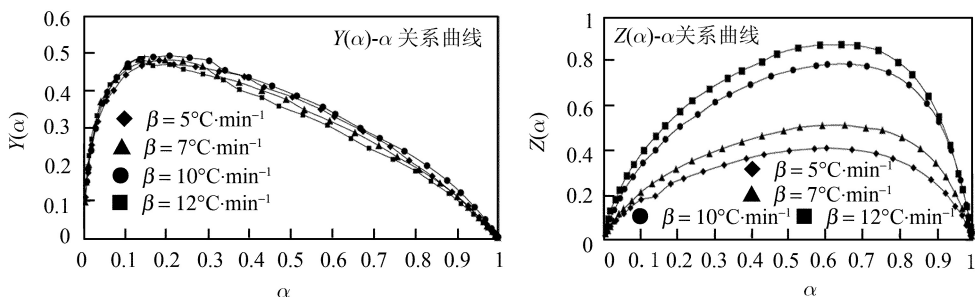 Y(α)-α 关系曲线
0.6
0.5
0.4
0.3
0.2
0.1
0
Y(α)
β = 5°C·min⁻¹
β = 7°C·min⁻¹
β = 10°C·min⁻¹
β = 12°C·min⁻¹
0 0.1 0.2 0.3 0.4 0.5 0.6 0.7 0.8 0.9 1
α
Z(α)-α关系曲线
1
0.8
0.6
0.4
0.2
0
Z(α)
β = 5°C·min⁻¹
β = 7°C·min⁻¹
β = 10°C·min⁻¹ β = 12°C·min⁻¹
0 0.1 0.2 0.3 0.4 0.5 0.6 0.7 0.8 0.9 1
α